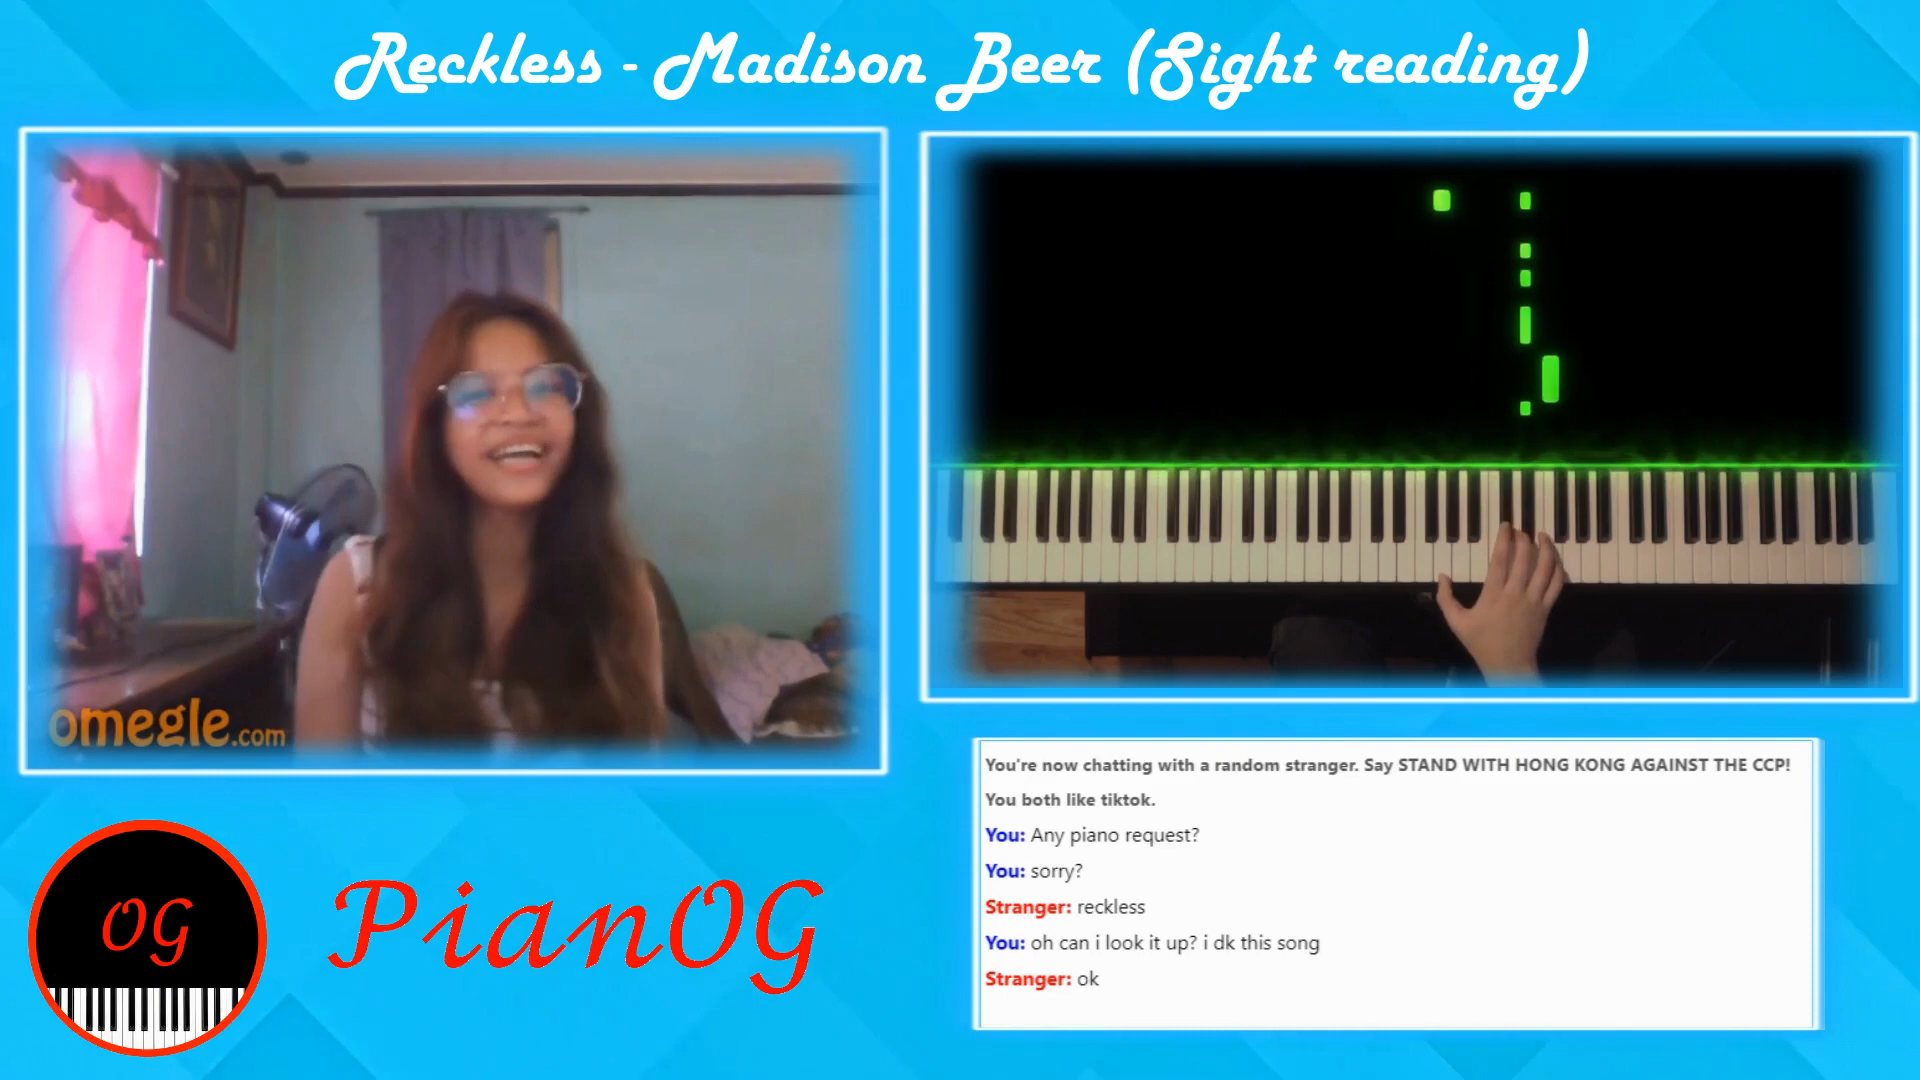 Reckless - Madison Beer (Sight reading)
omegle.com
You're now chatting with a random stranger. Say STAND WITH HONG KONG AGAINST THE CCP!
You both like tiktok.
You: Any piano request?
You: sorry?
Stranger: reckless
You: oh can i look it up? i dk this song
Stranger: ok
OG
PianOG